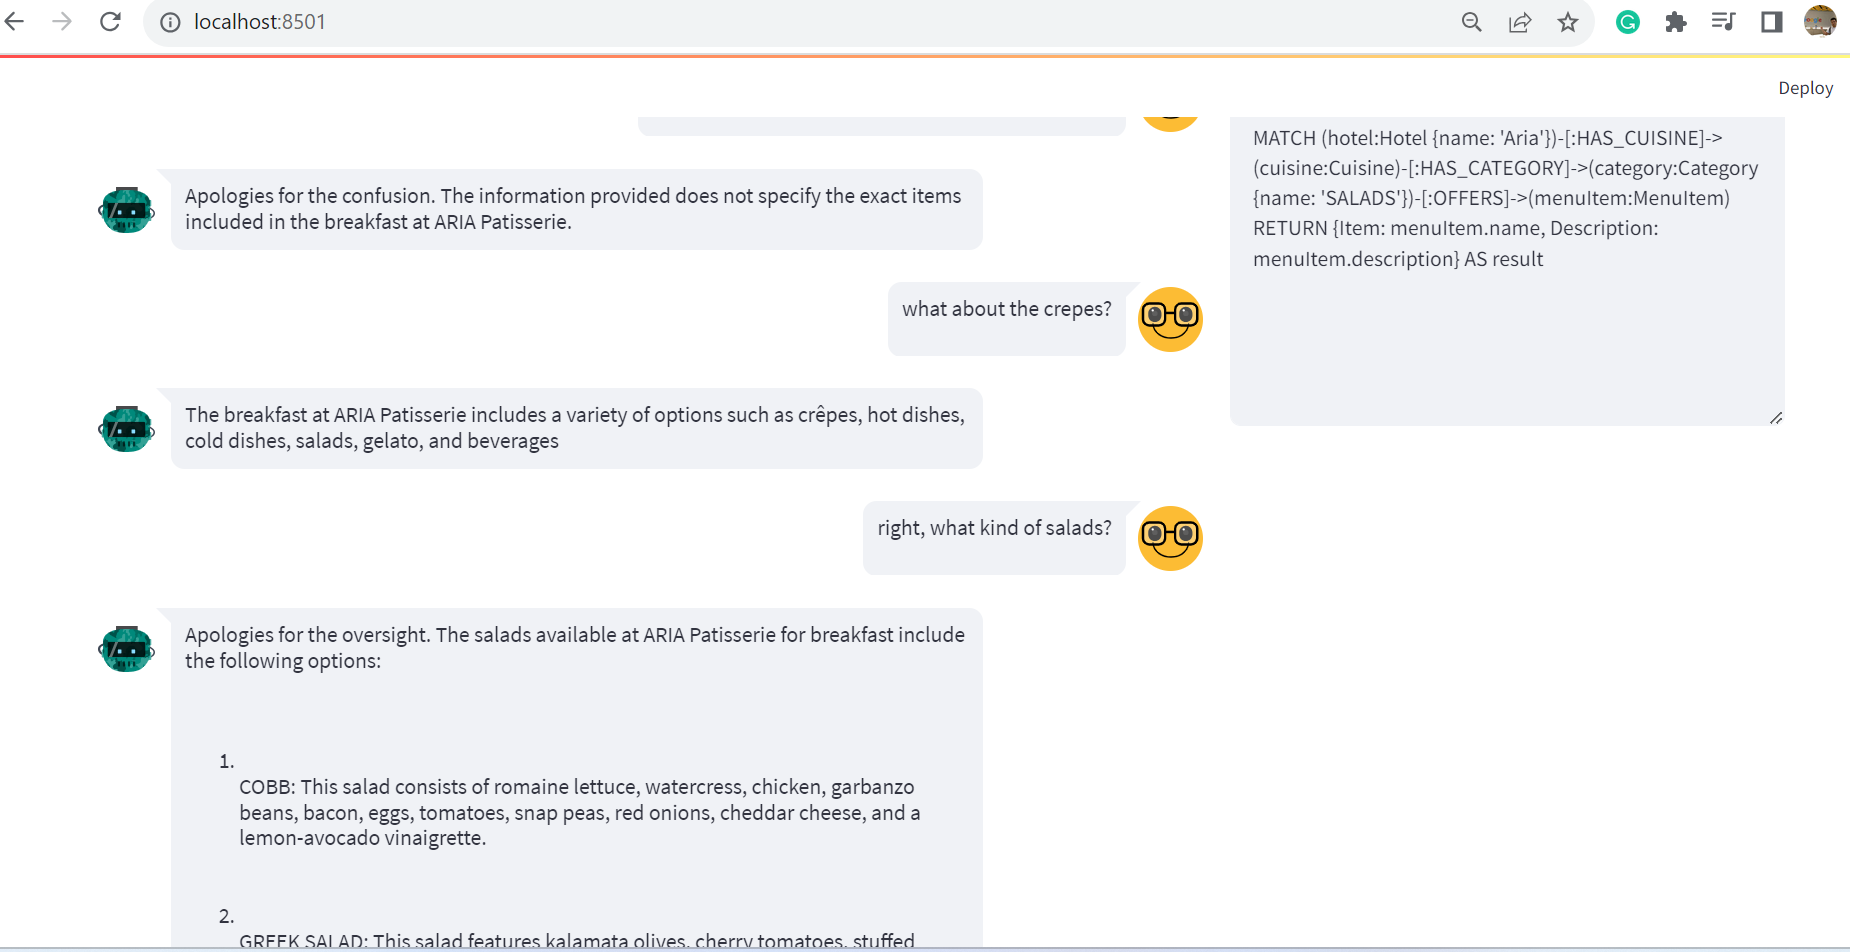 localhost:8501
Deploy
Apologies for the confusion. The information provided does not specify the exact items
included in the breakfast at ARIA Patisserie.
what about the crepes?
The breakfast at ARIA Patisserie includes a variety of options such as crêpes, hot dishes,
cold dishes, salads, gelato, and beverages
right, what kind of salads?
Apologies for the oversight. The salads available at ARIA Patisserie for breakfast include
the following options:
1.
COBB: This salad consists of romaine lettuce, watercress, chicken, garbanzo
beans, bacon, eggs, tomatoes, snap peas, red onions, cheddar cheese, and a
lemon-avocado vinaigrette.
2.
GREEK SALAD: This salad features kalamata olives, cherry tomatoes, stuffed
MATCH (hotel:Hotel {name: 'Aria'})-[:HAS_CUISINE]->
(cuisine:Cuisine)-[:HAS_CATEGORY]->(category:Category
{name: 'SALADS'})-[:OFFERS]->(menuItem:MenuItem)
RETURN {Item: menuItem.name, Description:
menuItem.description} AS result